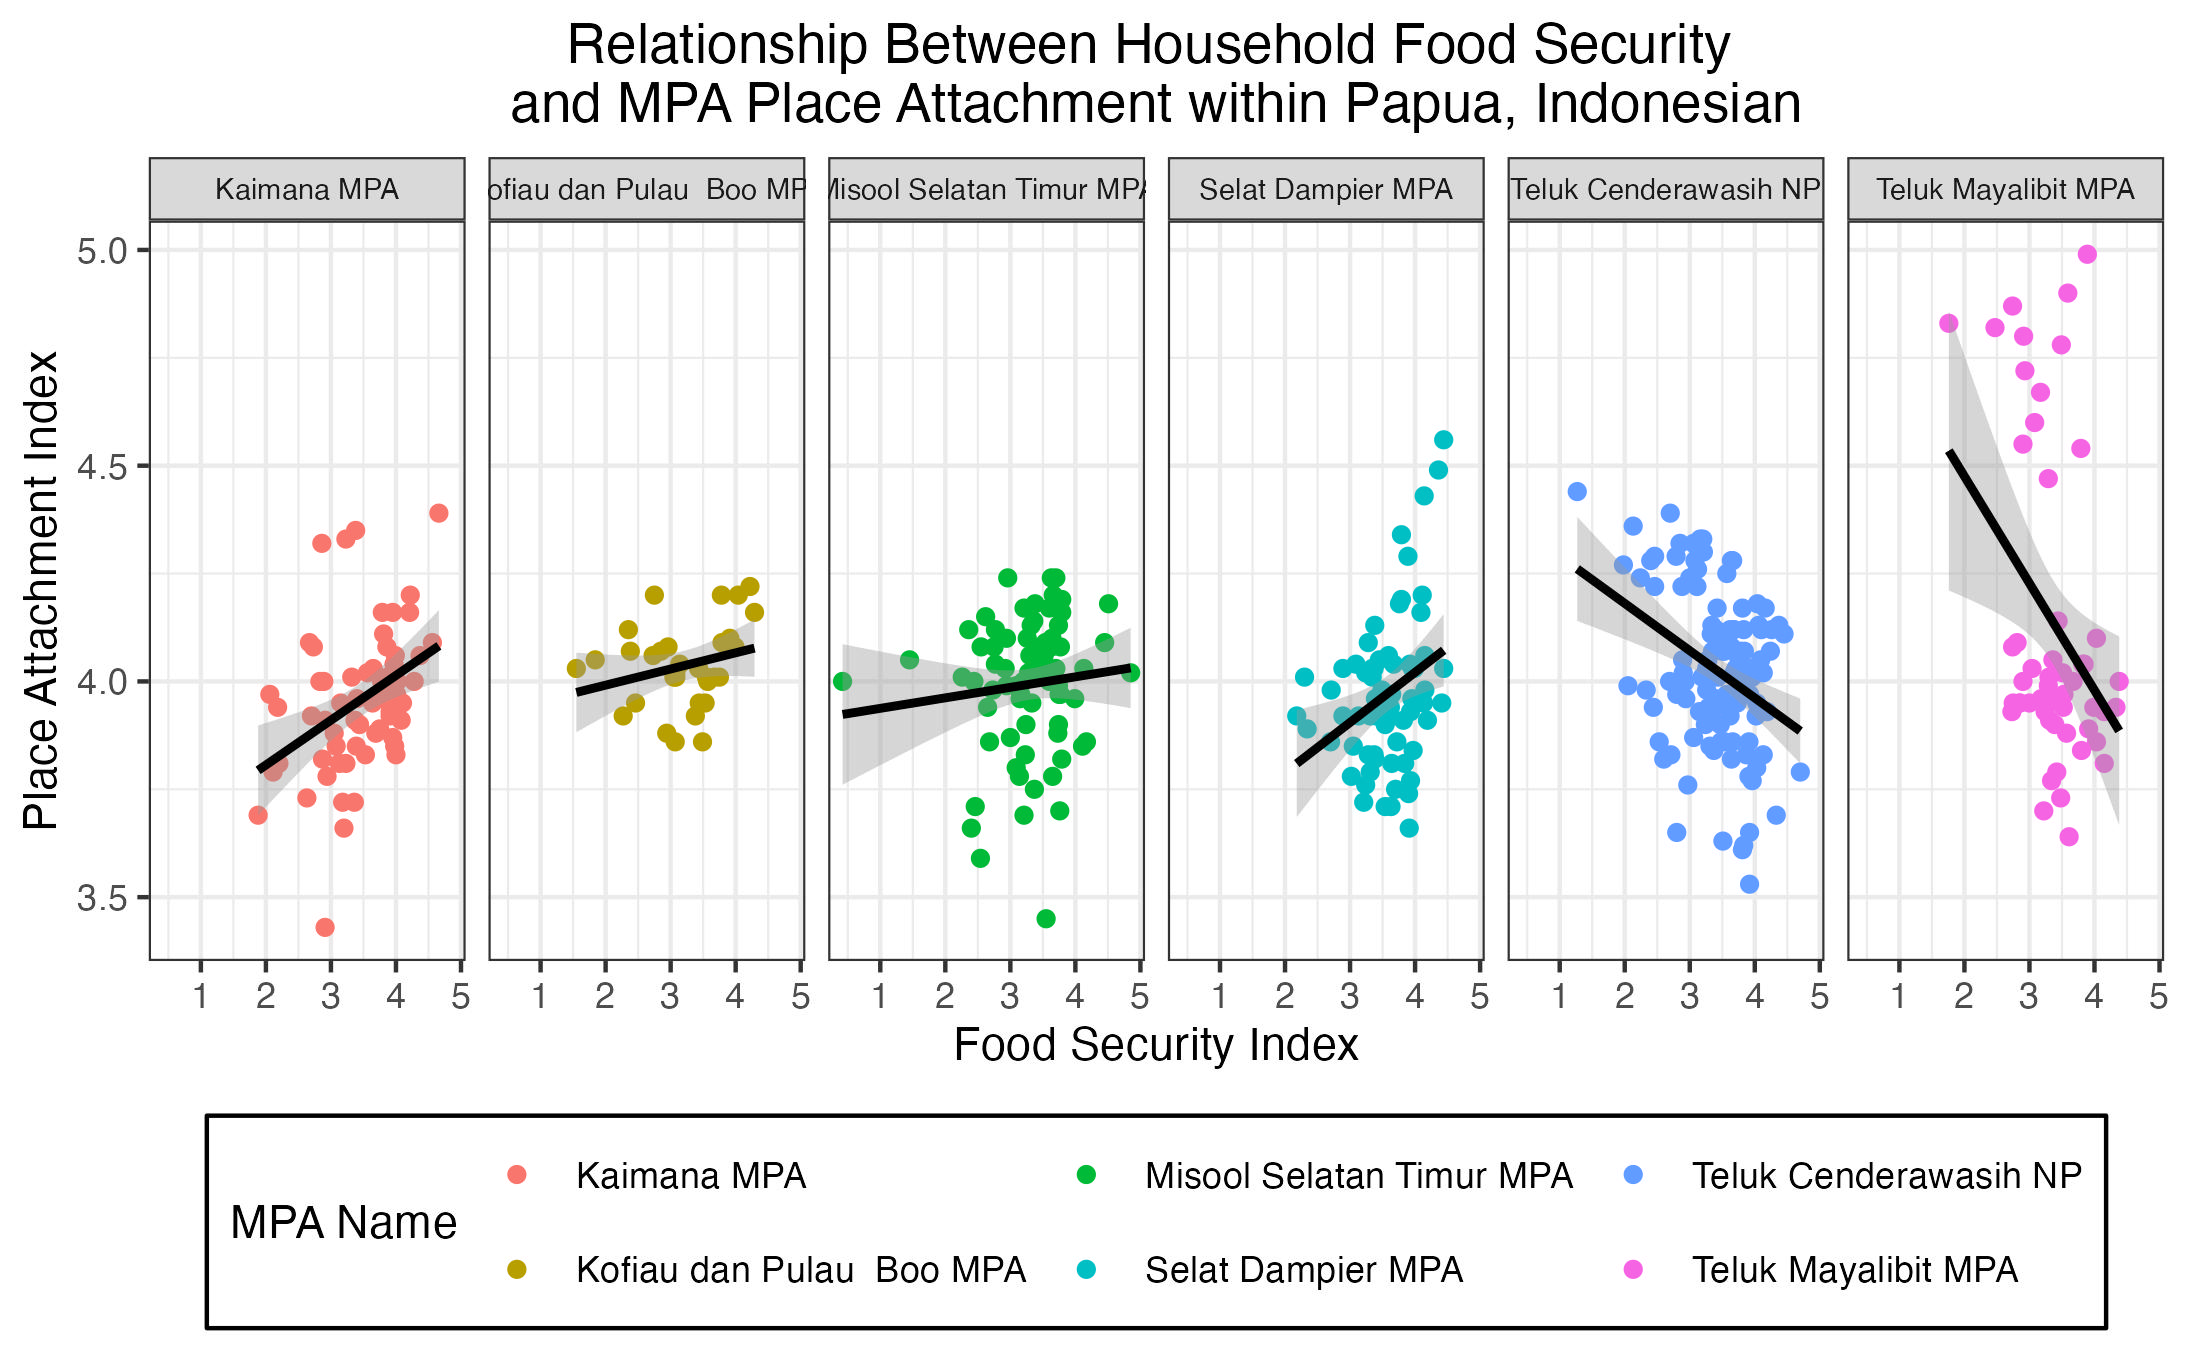 Relationship Between Household Food Security
and MPA Place Attachment within Papua, Indonesian
Kaimana MPA
ofiau dan Pulau  Boo MP
Misool Selatan Timur MPA
Selat Dampier MPA
Teluk Cenderawasih NP
Teluk Mayalibit MPA
Place Attachment Index
5.0
4.5
4.0
3.5
1 2 3 4 5
1 2 3 4 5
1 2 3 4 5
1 2 3 4 5
1 2 3 4 5
1 2 3 4 5
Food Security Index
MPA Name
Kaimana MPA
Misool Selatan Timur MPA
Teluk Cenderawasih NP
Kofiau dan Pulau  Boo MPA
Selat Dampier MPA
Teluk Mayalibit MPA